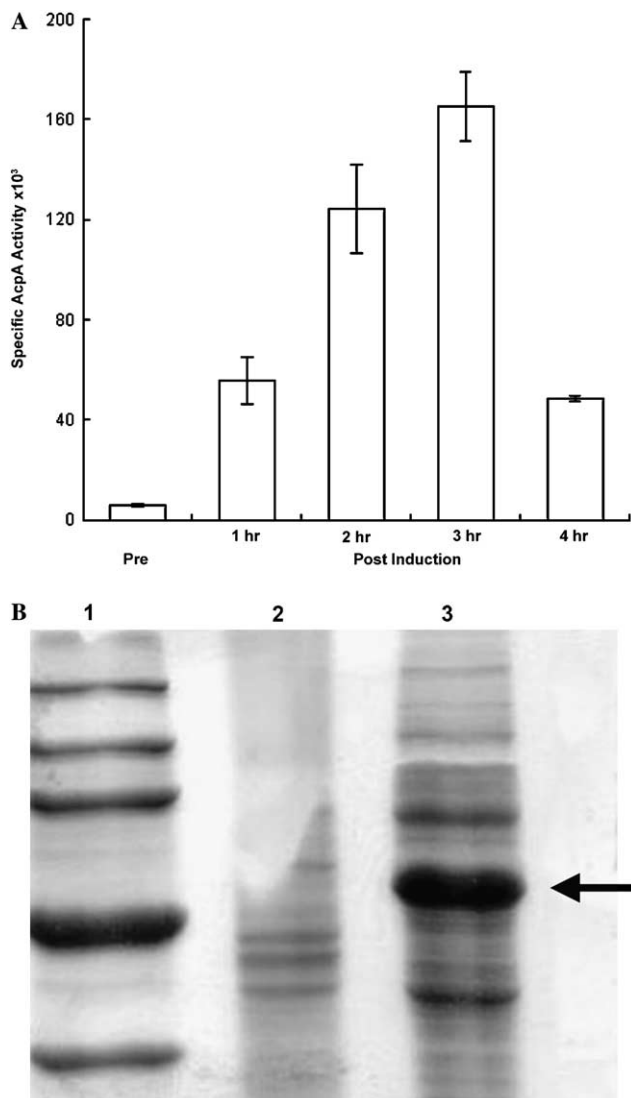 A
200
160
120
80
40
0
Specific AcpA Activity x10³
1 hr 2 hr 3 hr 4 hr
Pre Post Induction
B 1 2 3